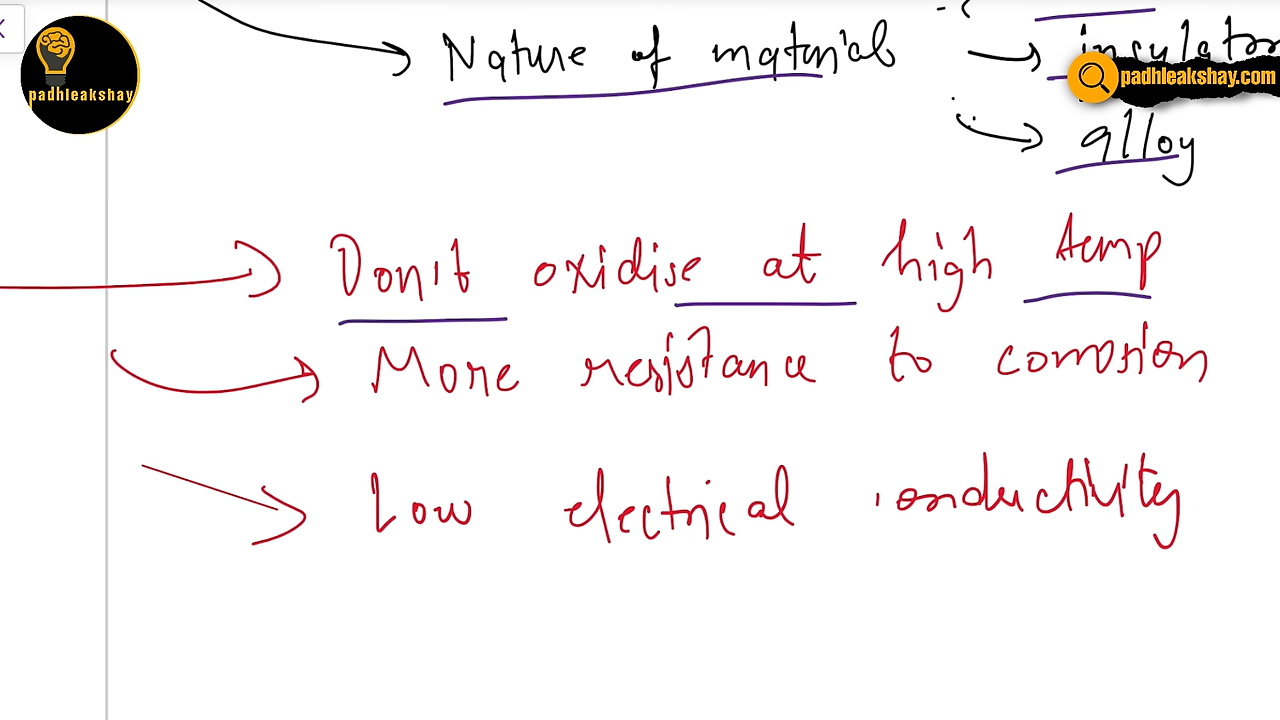 Nature of material → insulator
padhleakshay
padhleakshay.com
→ alloy
→ Don't oxidise at high temp
→ More resistance to corrosion
→ Low electrical conductivity